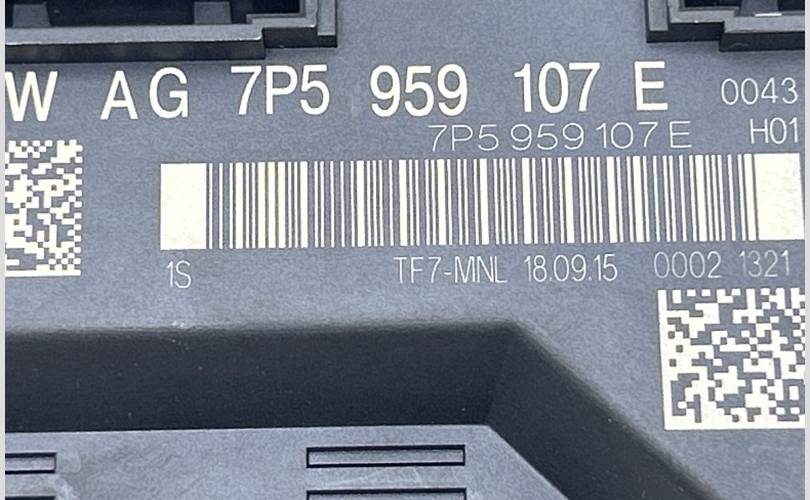 W AG 7P5 959 107 E 0043
7P5 959 107 E H01
1S TF7-MNL 18.09.15 0002 1321